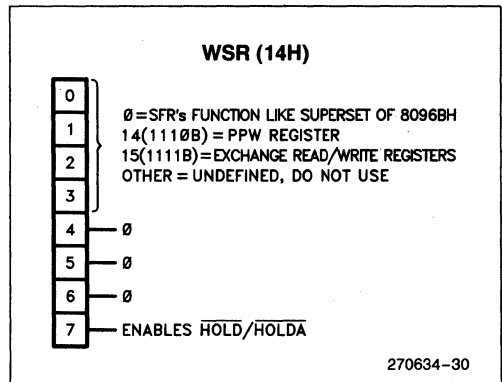 WSR (14H)
0
1
2
3
4
5
6
7
Ø=SFR's FUNCTION LIKE SUPERSET OF 8096BH
14(111ØB)=PPW REGISTER
15(1111B)=EXCHANGE READ/WRITE REGISTERS
OTHER = UNDEFINED, DO NOT USE
Ø
Ø
Ø
ENABLES HOLD/HOLDA
270634-30